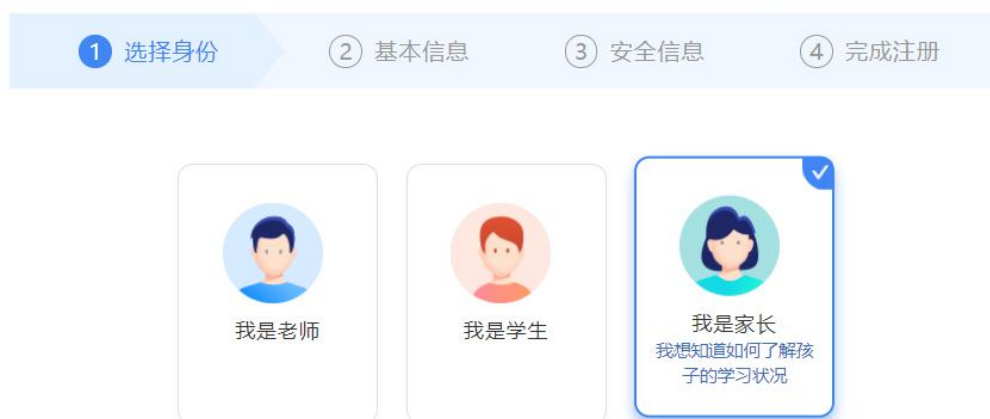 1 选择身份 2 基本信息 3 安全信息 4 完成注册
我是老师 我是学生 我是家长
我想知道如何了解孩
子的学习状况